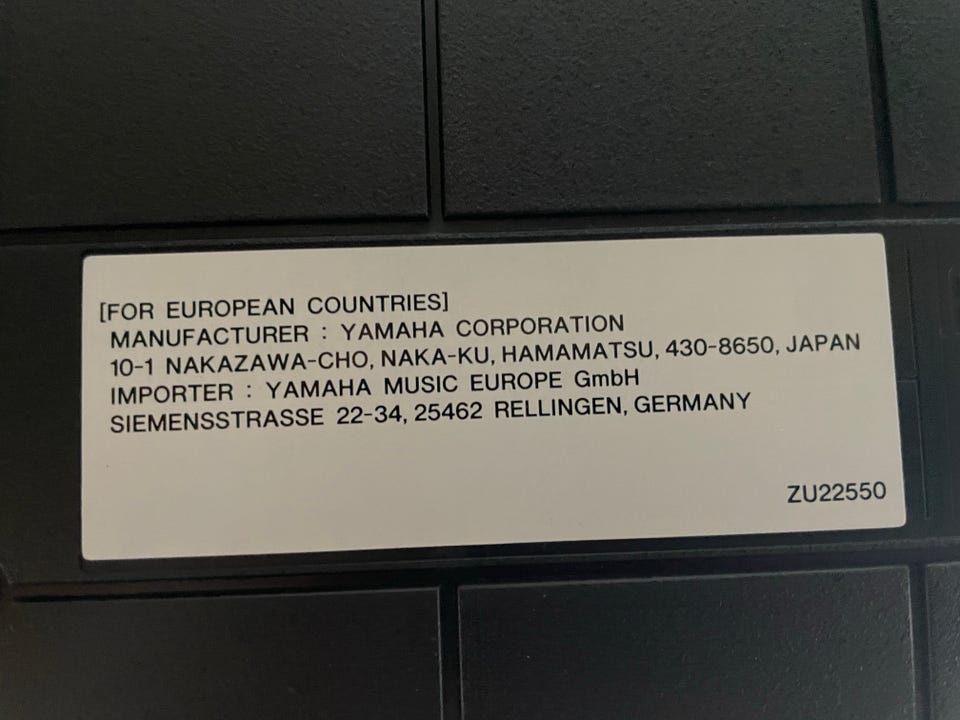 [FOR EUROPEAN COUNTRIES]
MANUFACTURER : YAMAHA CORPORATION
10-1 NAKAZAWA-CHO, NAKA-KU, HAMAMATSU, 430-8650, JAPAN
IMPORTER : YAMAHA MUSIC EUROPE GmbH
SIEMENSSTRASSE 22-34, 25462 RELLINGEN, GERMANY
ZU22550